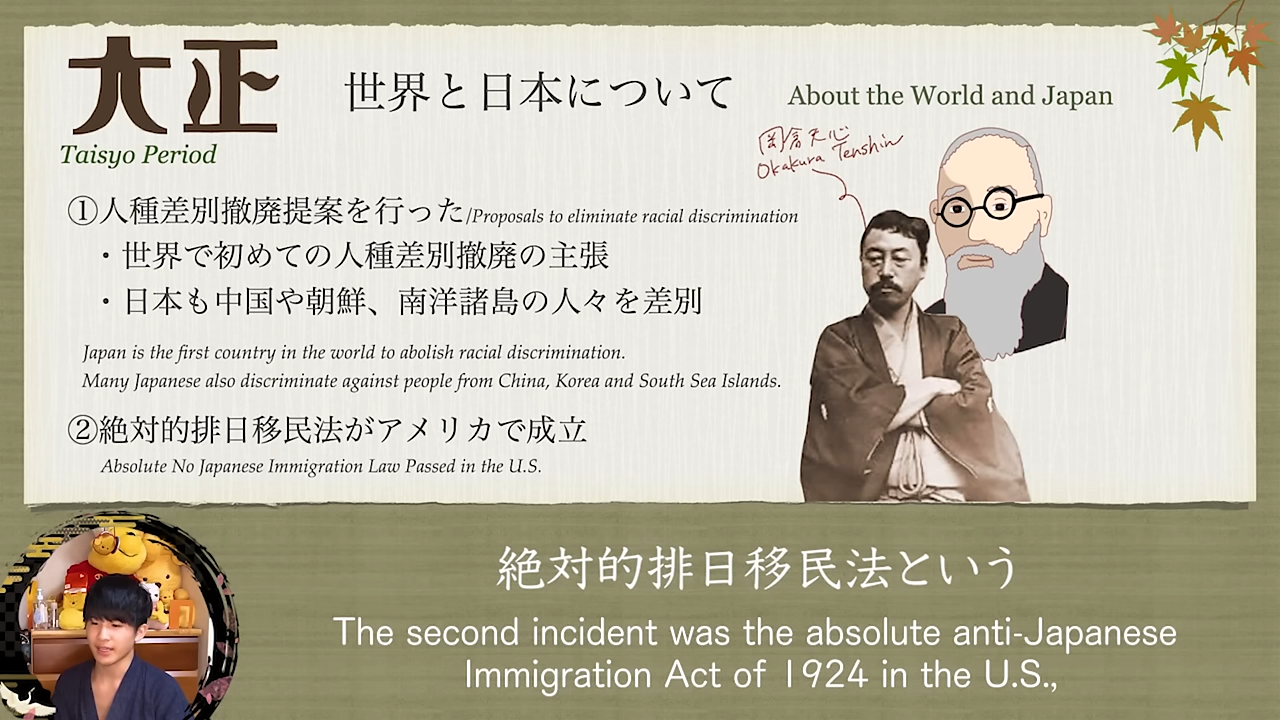 大正
Taisyo Period
世界と日本について
About the World and Japan
岡倉天心
Okakura Tenshin
①人種差別撤廃提案を行った/Proposals to eliminate racial discrimination
・世界で初めての人種差別撤廃の主張
・日本も中国や朝鮮、南洋諸島の人々を差別
Japan is the first country in the world to abolish racial discrimination.
Many Japanese also discriminate against people from China, Korea and South Sea Islands.
②絶対的排日移民法がアメリカで成立
Absolute No Japanese Immigration Law Passed in the U.S.
絶対的排日移民法という
The second incident was the absolute anti-Japanese
Immigration Act of 1924 in the U.S.,